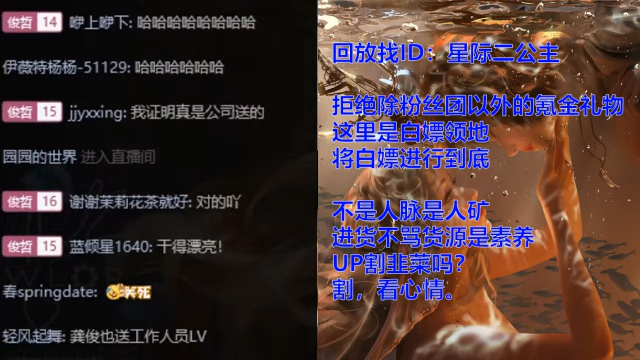 俊哲 14 咿上咿下: 哈哈哈哈哈哈哈哈
伊薇特杨杨-51129: 哈哈哈哈哈哈
俊哲 15 jjyxxing: 我证明真是公司送的
园园的世界 进入直播间
俊哲 16 谢谢茉莉花茶就好: 对的吖
俊哲 15 蓝倾星1640: 干得漂亮!
春springdate: 笑死
轻风起舞: 龚俊也送工作人员LV
回放找ID：星际二公主
拒绝除粉丝团以外的氪金礼物
这里是白嫖领地
将白嫖进行到底
不是人脉是人矿
进货不骂货源是素养
UP割韭菜吗？
割，看心情。